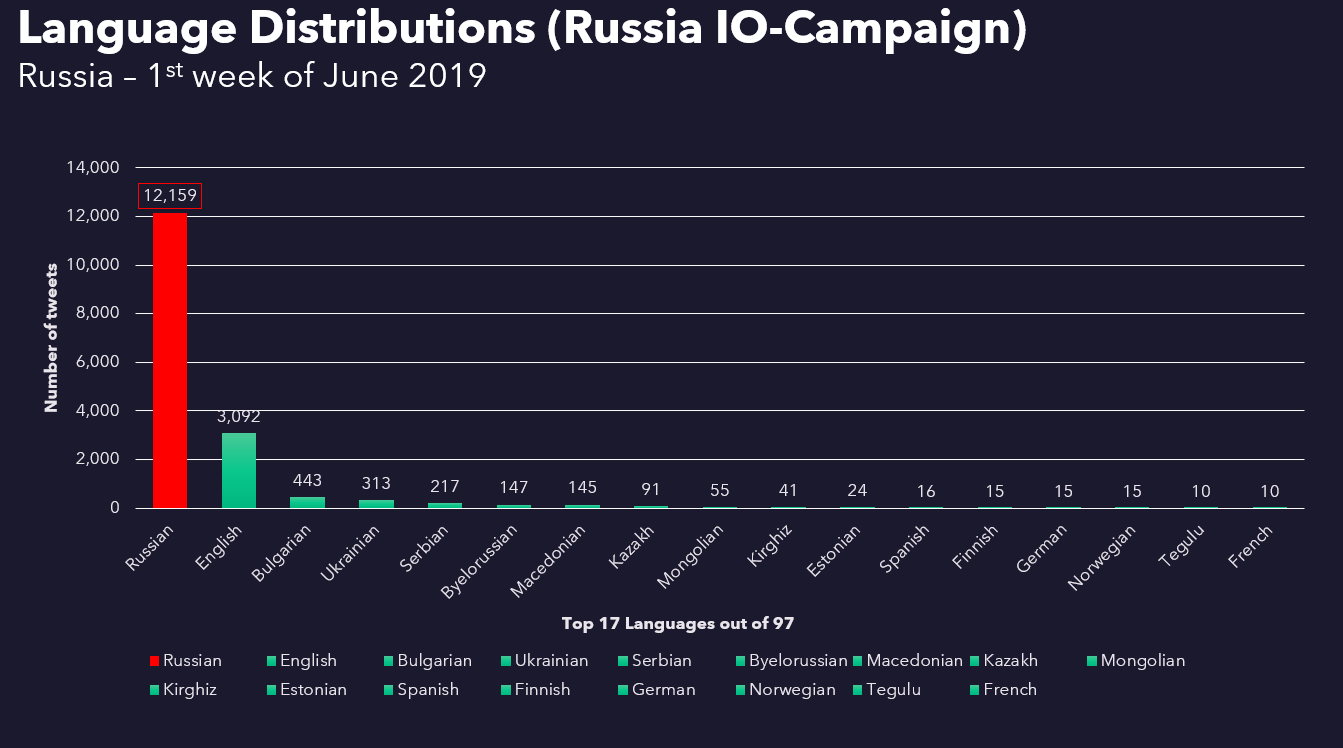 Language Distributions (Russia IO-Campaign)
Russia – 1st week of June 2019
14,000
12,000
10,000
8,000
6,000
4,000
2,000
0
Number of tweets
12,159
3,092
443
313
217
147
145
91
55
41
24
16
15
15
15
10
10
Russian
English
Bulgarian
Ukrainian
Serbian
Byelorussian
Macedonian
Kazakh
Mongolian
Kirghiz
Estonian
Spanish
Finnish
German
Norwegian
Tegulu
French
Top 17 Languages out of 97
Russian English Bulgarian Ukrainian Serbian Byelorussian Macedonian Kazakh Mongolian
Kirghiz Estonian Spanish Finnish German Norwegian Tegulu French